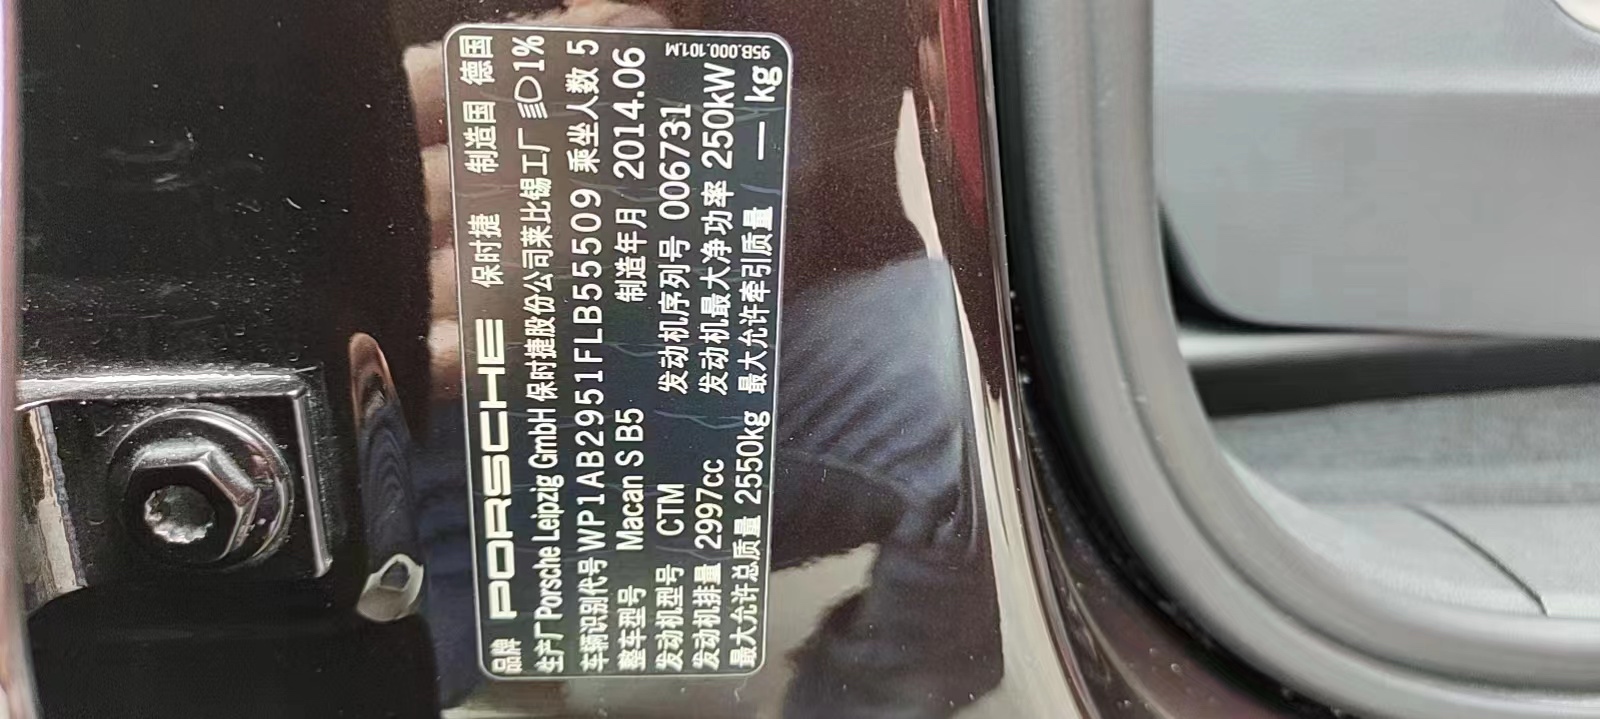 品牌 PORSCHE 保时捷 制造国 德国
生产厂 Porsche Leipzig GmbH 保时捷股份公司莱比锡工厂 1%
车辆识别代号 WP1AB2951FLB55509 乘坐人数 5
整车型号 Macan S B5 制造年月 2014.06
发动机型号 CTM 发动机序列号 006731
发动机排量 2997cc 发动机最大净功率 250kW
最大允许总质量 2550kg 最大允许牵引质量 — kg
95B.000.101.M